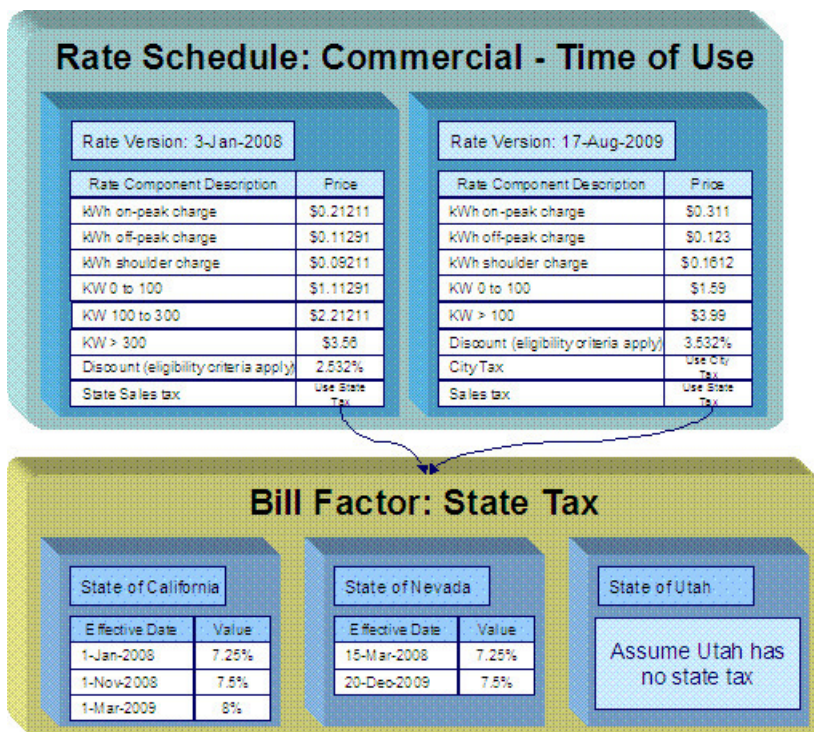 Rate Schedule: Commercial - Time of Use
Rate Version: 3-Jan-2008
Rate Component Description Price
kWh on-peak charge $0.21211
kWh off-peak charge $0.11291
kWh shoulder charge $0.09211
KW 0 to 100 $1.11291
KW 100 to 300 $2.21211
KW > 300 $3.56
Discount (eligibility criteria apply) 2.532%
State Sales tax Use State Tax
Rate Version: 17-Aug-2009
Rate Component Description Price
kWh on-peak charge $0.311
kWh off-peak charge $0.123
kWh shoulder charge $0.1612
KW 0 to 100 $1.59
KW > 100 $3.99
Discount (eligibility criteria apply) 3.532%
City Tax Use City Tax
Sales tax Use State Tax
Bill Factor: State Tax
State of California
Effective Date Value
1-Jan-2008 7.25%
1-Nov-2008 7.5%
1-Mar-2009 8%
State of Nevada
Effective Date Value
15-Mar-2008 7.25%
20-Dec-2009 7.5%
State of Utah
Assume Utah has
no state tax